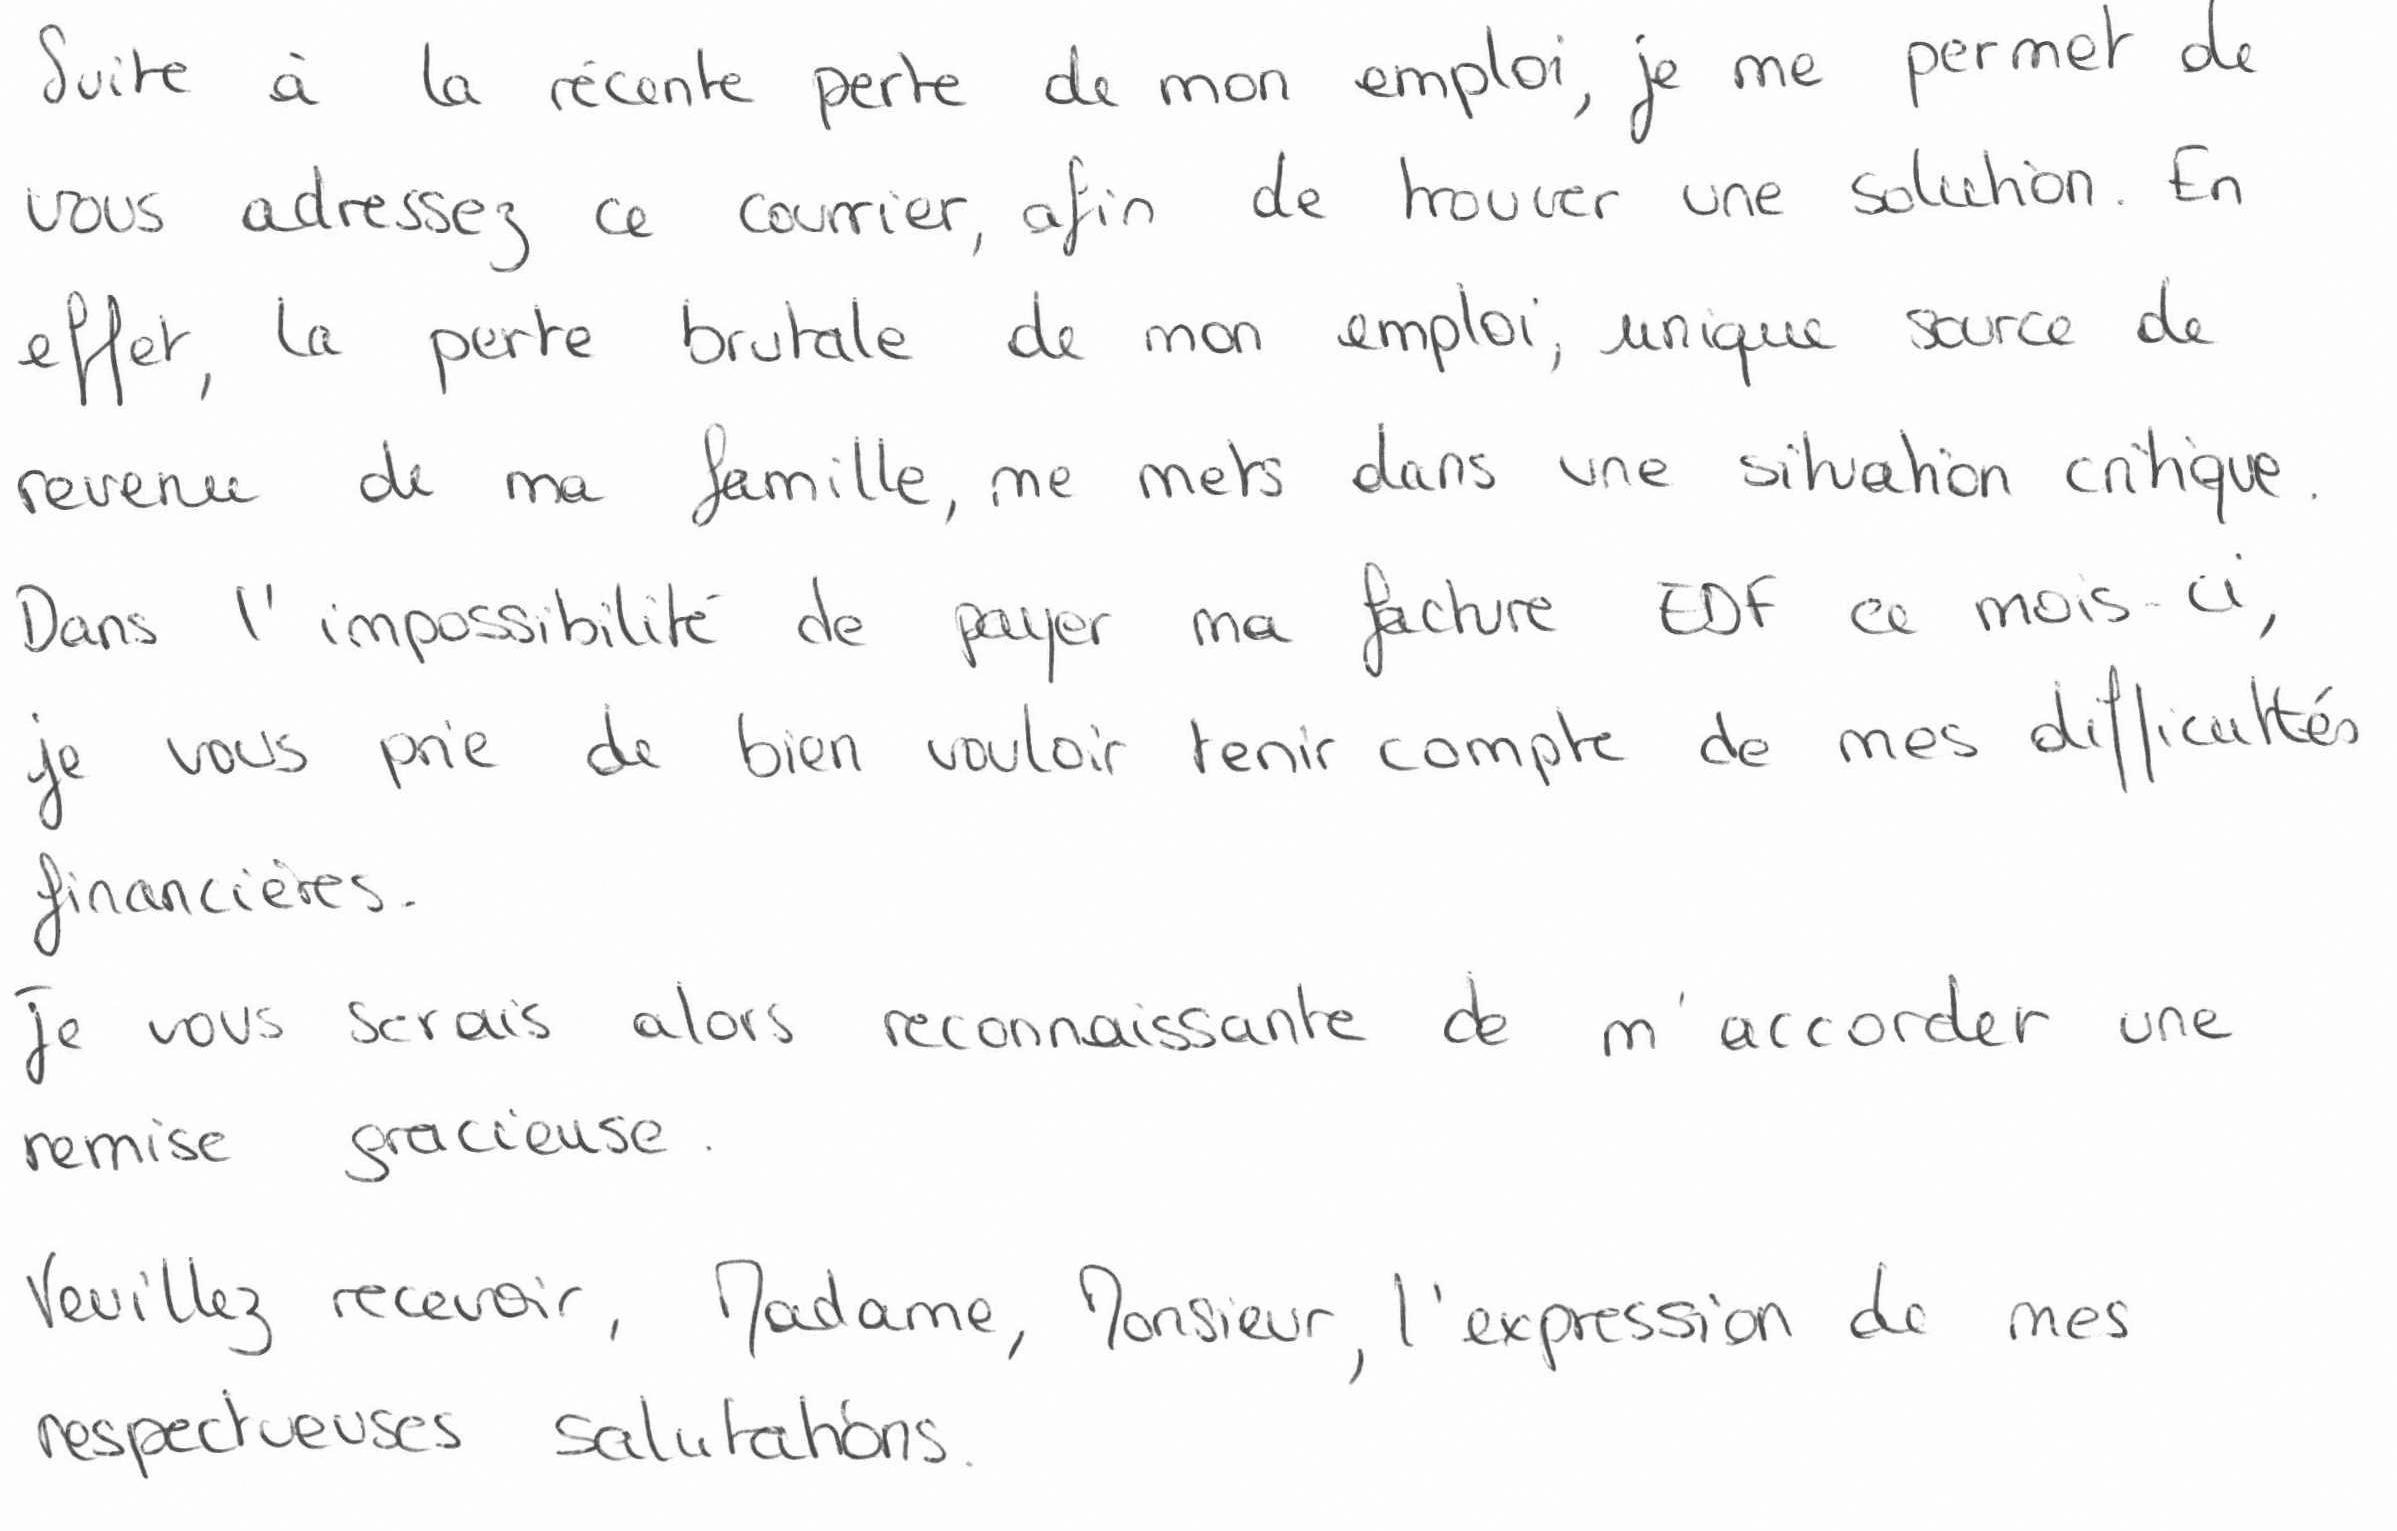 Suite à la récente perte de mon emploi, je me permet de
vous adressez ce courrier, afin de trouver une solution. En
effet, la perte brutale de mon emploi, unique source de
revenu de ma famille, me mets dans une situation critique.
Dans l'impossibilité de payer ma facture EDF ce mois-ci,
je vous prie de bien vouloir tenir compte de mes difficultés
financières.
Je vous serais alors reconnaissante de m'accorder une
remise gracieuse.
Veuillez recevoir, Madame, Monsieur, l'expression de mes
respectueuses salutations.